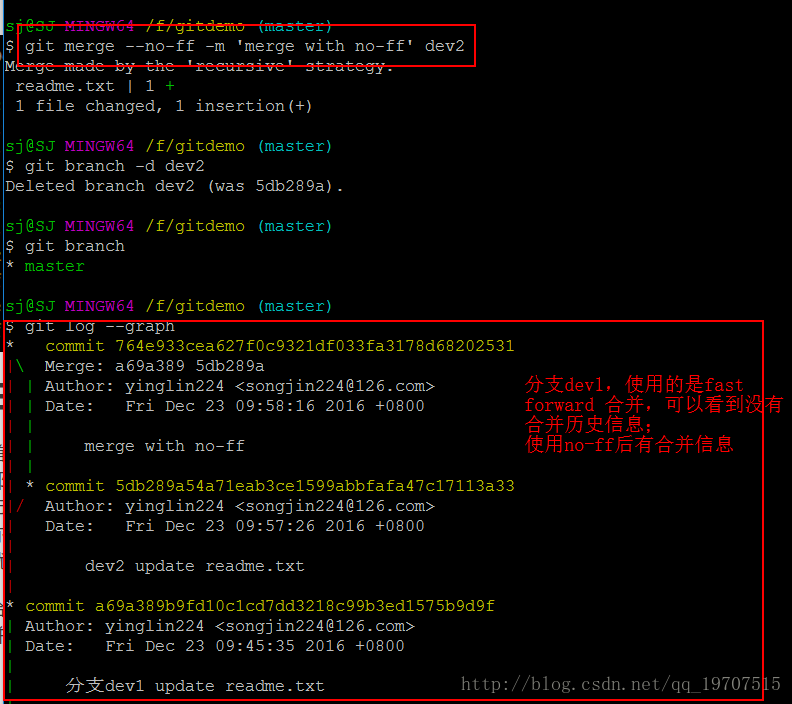 sj@SJ MINGW64 /f/gitdemo (master)
$ git merge --no-ff -m 'merge with no-ff' dev2
Merge made by the 'recursive' strategy.
readme.txt | 1 +
1 file changed, 1 insertion(+)
sj@SJ MINGW64 /f/gitdemo (master)
$ git branch -d dev2
Deleted branch dev2 (was 5db289a).
sj@SJ MINGW64 /f/gitdemo (master)
$ git branch
* master
sj@SJ MINGW64 /f/gitdemo (master)
$ git log --graph
*   commit 764e933cea627f0c9321df033fa3178d68202531
|\  Merge: a69a389 5db289a
| | Author: yinglin224 <songjin224@126.com>
| | Date:   Fri Dec 23 09:58:16 2016 +0800
| |
| |     merge with no-ff
| |
| * commit 5db289a54a71eab3ce1599abbfafa47c17113a33
|/  Author: yinglin224 <songjin224@126.com>
|   Date:   Fri Dec 23 09:57:26 2016 +0800
|
|       dev2 update readme.txt
|
* commit a69a389b9fd10c1cd7dd3218c99b3ed1575b9d9f
| Author: yinglin224 <songjin224@126.com>
| Date:   Fri Dec 23 09:45:35 2016 +0800
|
|     分支dev1 update readme.txt
分支dev1，使用的是fast
forward 合并，可以看到没有
合并历史信息；
使用no-ff后有合并信息
http://blog.csdn.net/qq_19707515